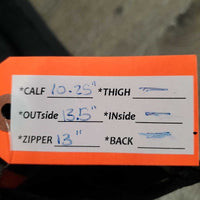 *CALF 10.25" *THIGH —
*OUTside 13.5" *INside —
*ZIPPER 13" *BACK —